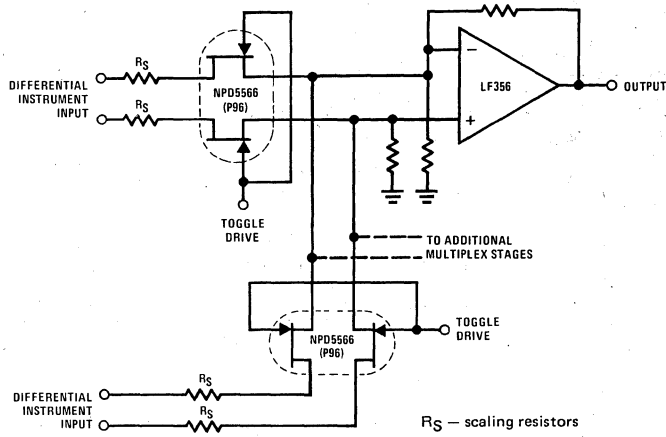 RS
DIFFERENTIAL
INSTRUMENT
INPUT
RS
NPD5566
(P96)
TOGGLE
DRIVE
−
LF356
+
OUTPUT
TO ADDITIONAL
MULTIPLEX STAGES
NPD5566
(P96)
TOGGLE
DRIVE
DIFFERENTIAL
INSTRUMENT
INPUT
RS
RS
RS – scaling resistors